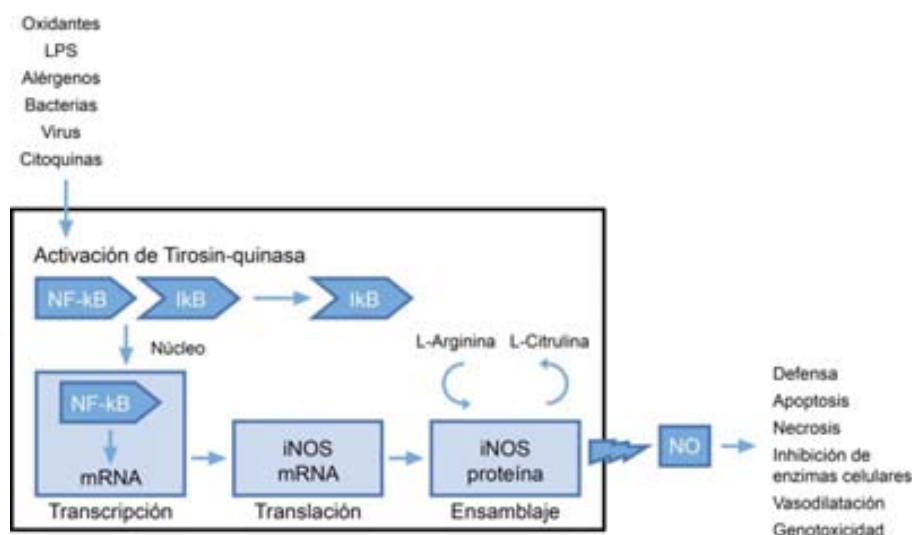 Oxidantes
LPS
Alérgenos
Bacterias
Virus
Citoquinas
Activación de Tirosin-quinasa
NF-kB
IkB
IkB
Núcleo
L-Arginina
L-Citrulina
NF-kB
mRNA
iNOS
mRNA
iNOS
proteína
Transcripción
Translación
Ensamblaje
NO
Defensa
Apoptosis
Necrosis
Inhibición de
enzimas celulares
Vasodilatación
Genotoxicidad